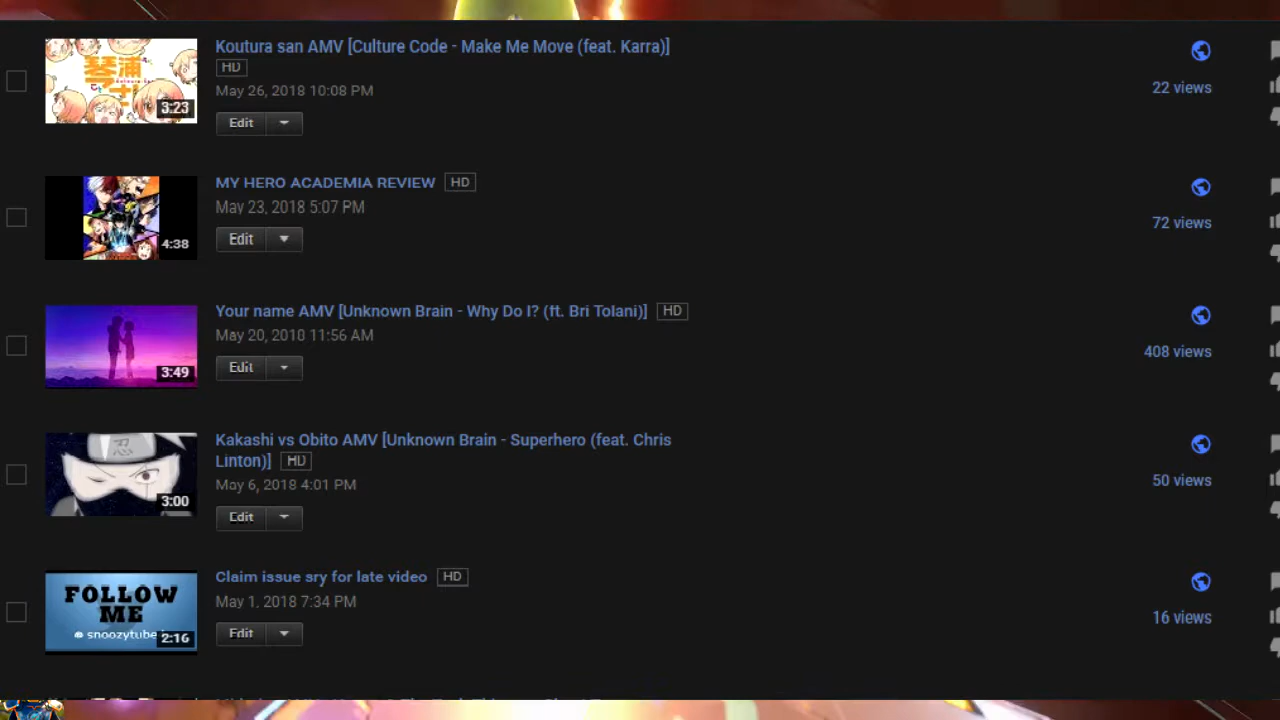 Koutura san AMV [Culture Code - Make Me Move (feat. Karra)]
HD
May 26, 2018 10:08 PM
Edit
22 views
琴浦
3:23
MY HERO ACADEMIA REVIEW HD
May 23, 2018 5:07 PM
Edit
72 views
4:38
Your name AMV [Unknown Brain - Why Do I? (ft. Bri Tolani)] HD
May 20, 2018 11:56 AM
Edit
408 views
3:49
Kakashi vs Obito AMV [Unknown Brain - Superhero (feat. Chris
Linton)] HD
May 6, 2018 4:01 PM
Edit
50 views
忍
3:00
Claim issue sry for late video HD
May 1, 2018 7:34 PM
Edit
16 views
FOLLOW
ME
@ snoozytube
2:16